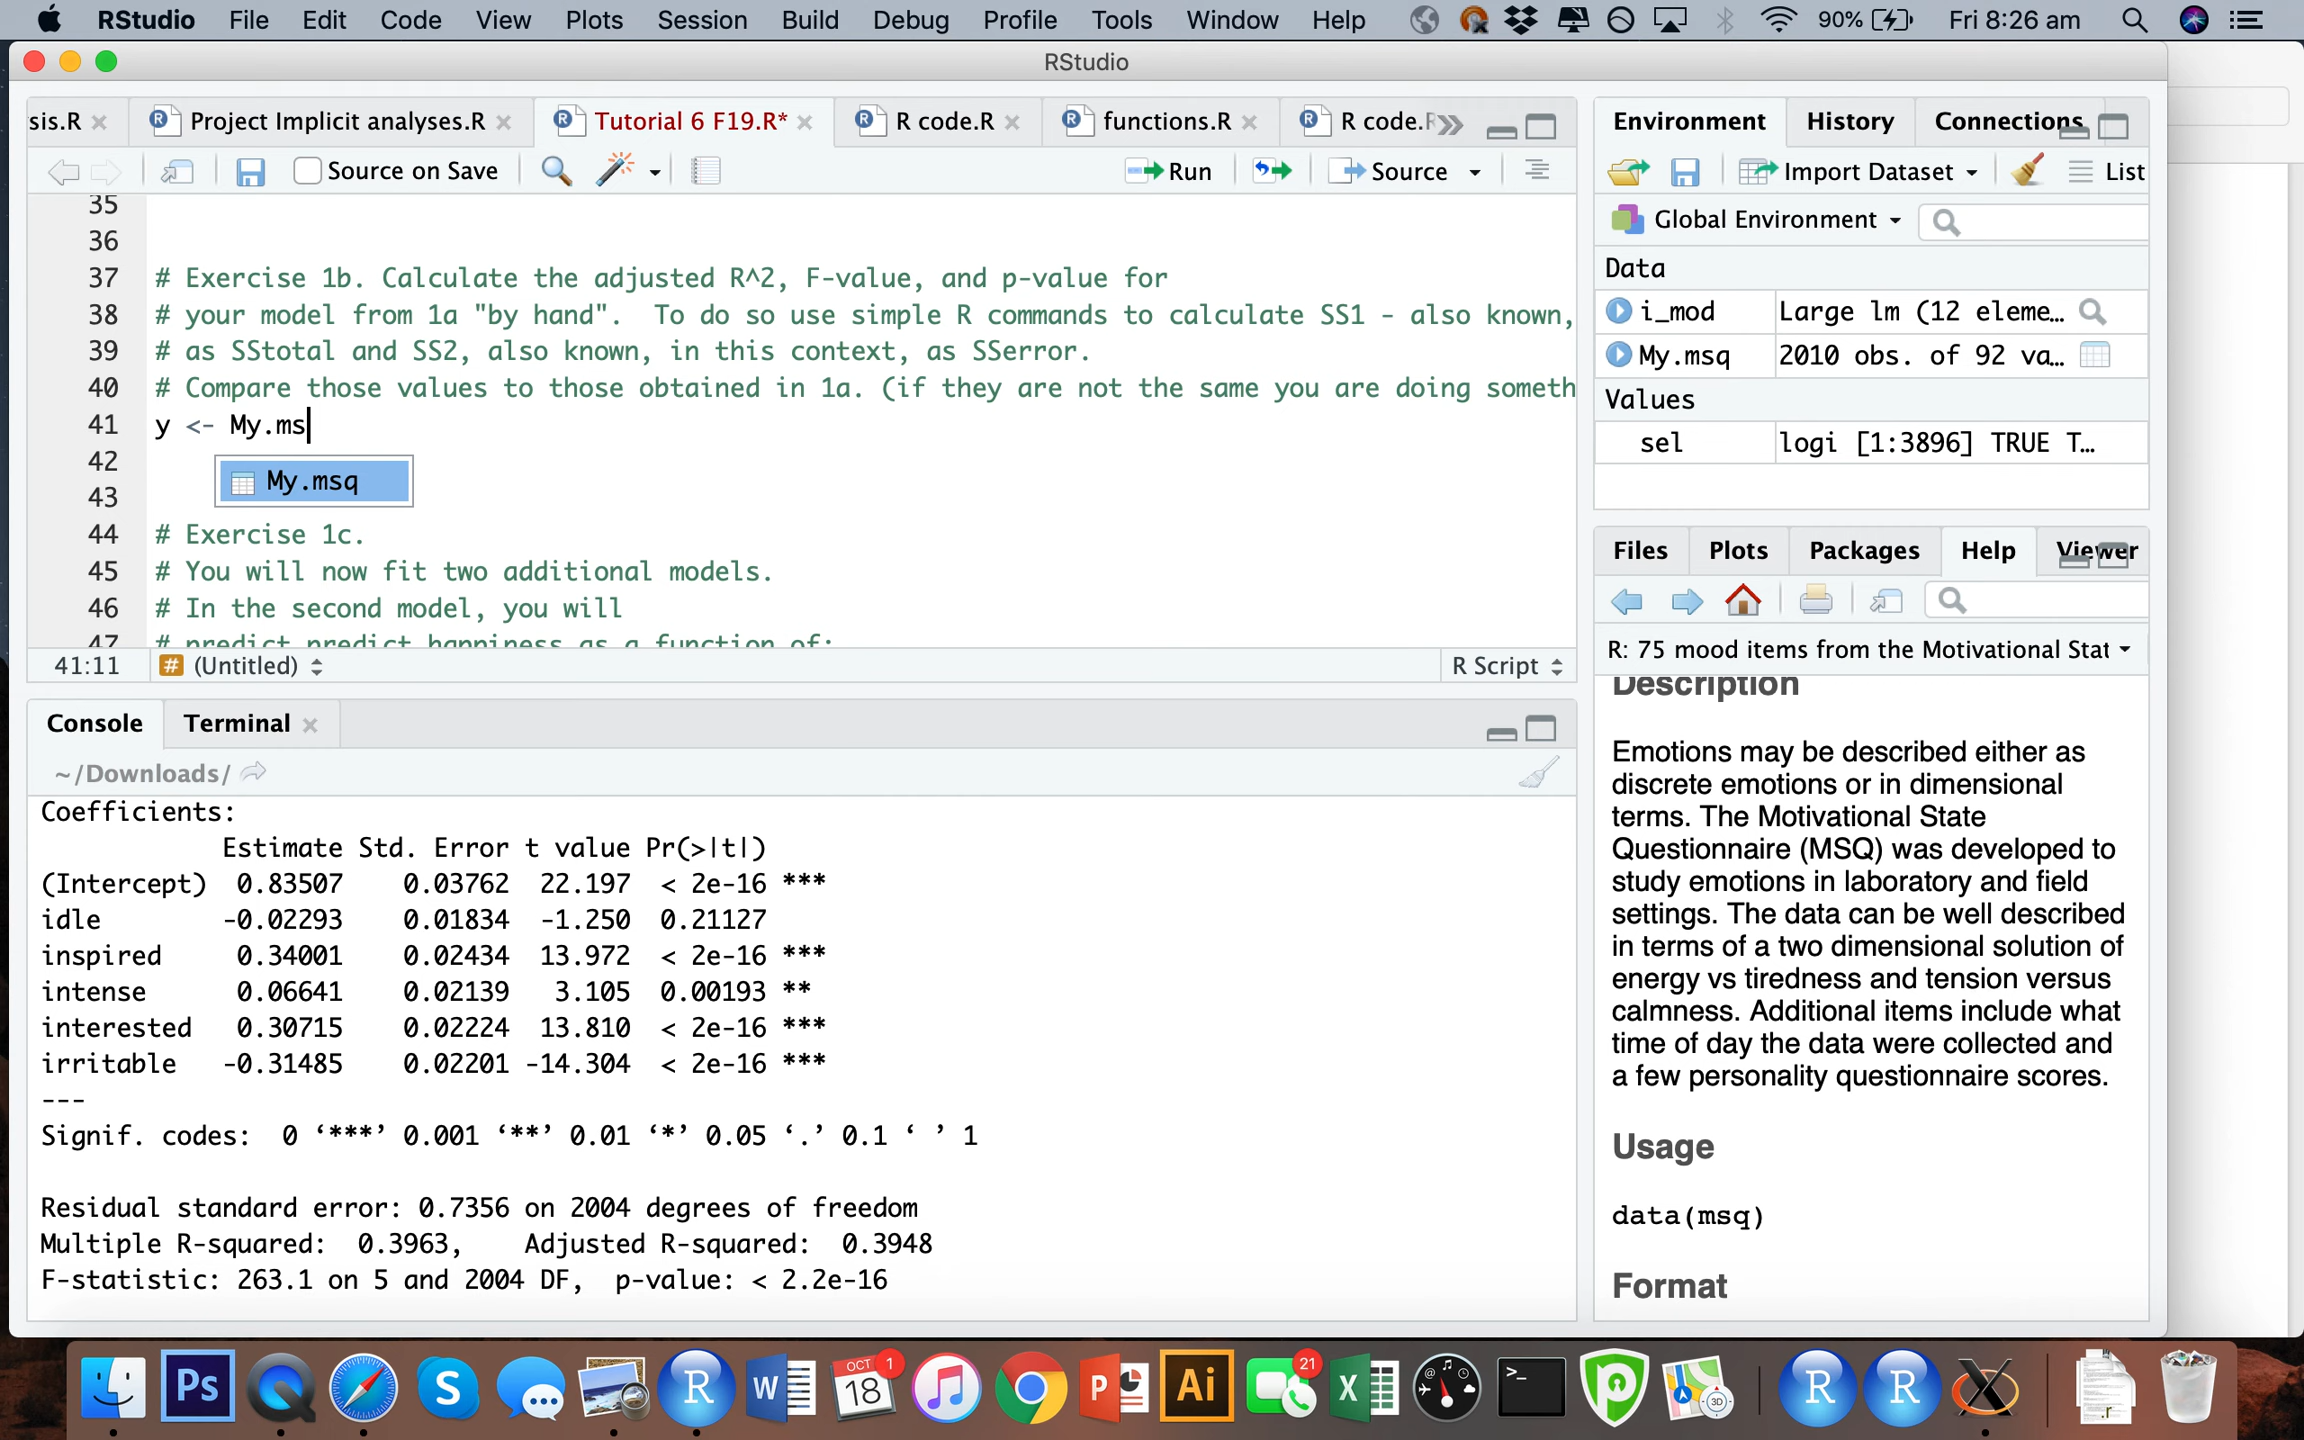 RStudio File Edit Code View Plots Session Build Debug Profile Tools Window Help 90% Fri 8:26 am
RStudio
sis.R Project Implicit analyses.R Tutorial 6 F19.R* R code.R functions.R R code.R
Source on Save Run Source
35
36
37 # Exercise 1b. Calculate the adjusted R^2, F-value, and p-value for
38 # your model from 1a "by hand".  To do so use simple R commands to calculate SS1 - also known,
39 # as SStotal and SS2, also known, in this context, as SSerror.
40 # Compare those values to those obtained in 1a. (if they are not the same you are doing someth
41 y <- My.ms
42
My.msq
43
44 # Exercise 1c.
45 # You will now fit two additional models.
46 # In the second model, you will
47 # predict predict happiness as a function of:
41:11 # (Untitled) R Script
Console Terminal
~/Downloads/
Coefficients:
Estimate Std. Error t value Pr(>|t|)
(Intercept) 0.83507 0.03762 22.197 < 2e-16 ***
idle -0.02293 0.01834 -1.250 0.21127
inspired 0.34001 0.02434 13.972 < 2e-16 ***
intense 0.06641 0.02139 3.105 0.00193 **
interested 0.30715 0.02224 13.810 < 2e-16 ***
irritable -0.31485 0.02201 -14.304 < 2e-16 ***
---
Signif. codes:  0 ‘***’ 0.001 ‘**’ 0.01 ‘*’ 0.05 ‘.’ 0.1 ‘ ’ 1
Residual standard error: 0.7356 on 2004 degrees of freedom
Multiple R-squared:  0.3963,    Adjusted R-squared:  0.3948
F-statistic: 263.1 on 5 and 2004 DF,  p-value: < 2.2e-16
Environment History Connections
Import Dataset List
Global Environment
Data
i_mod Large lm (12 eleme…
My.msq 2010 obs. of 92 va…
Values
sel logi [1:3896] TRUE T…
Files Plots Packages Help Viewer
R: 75 mood items from the Motivational Stat
Description
Emotions may be described either as
discrete emotions or in dimensional
terms. The Motivational State
Questionnaire (MSQ) was developed to
study emotions in laboratory and field
settings. The data can be well described
in terms of a two dimensional solution of
energy vs tiredness and tension versus
calmness. Additional items include what
time of day the data were collected and
a few personality questionnaire scores.
Usage
data(msq)
Format
Ps S R W OCT 18 1 P Ai 21 X >_ 3D R R X .r